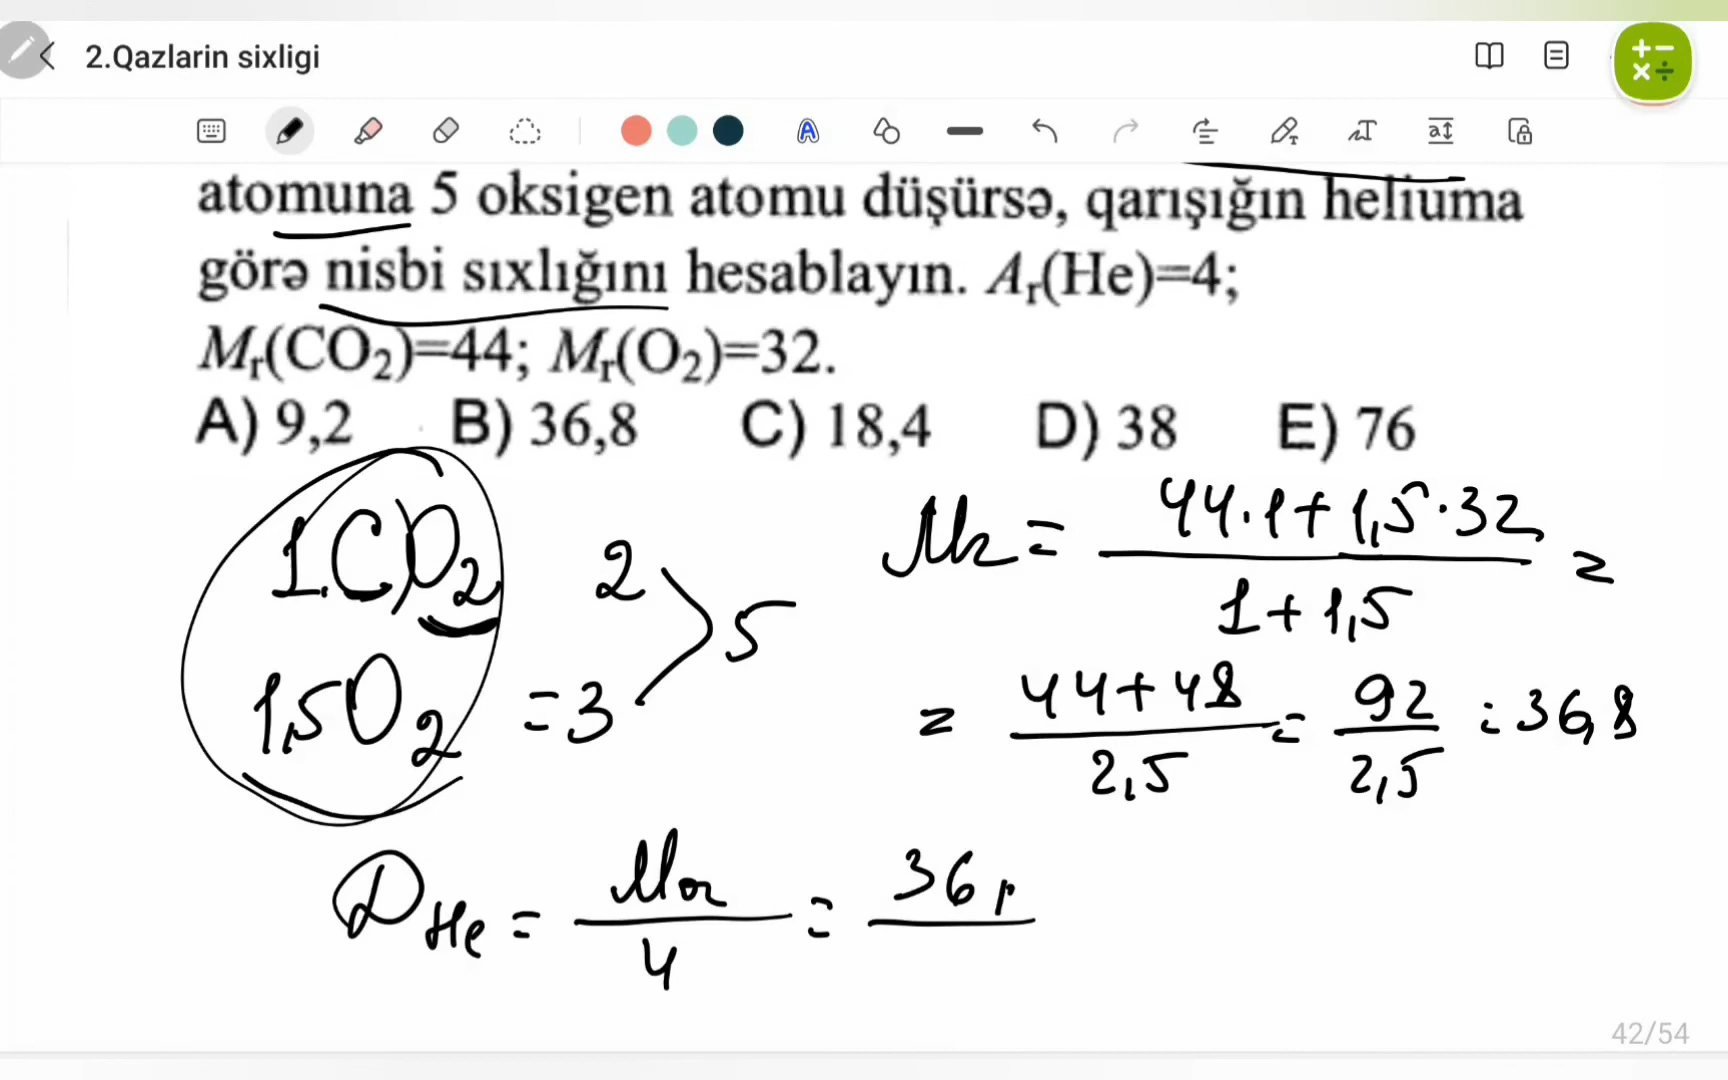 2.Qazlarin sixligi
atomuna 5 oksigen atomu düşürsə, qarışığın heliuma
görə nisbi sıxlığını hesablayın. Ar(He)=4;
Mr(CO2)=44; Mr(O2)=32.
A) 9,2 B) 36,8 C) 18,4 D) 38 E) 76
1CO2 2
1,5O2 =3 5
= 44·1+1,5·32 / 1+1,5 =
= 44+48 / 2,5 = 92 / 2,5 = 36,8
DHe = Mor / 4 = 36,
42/54